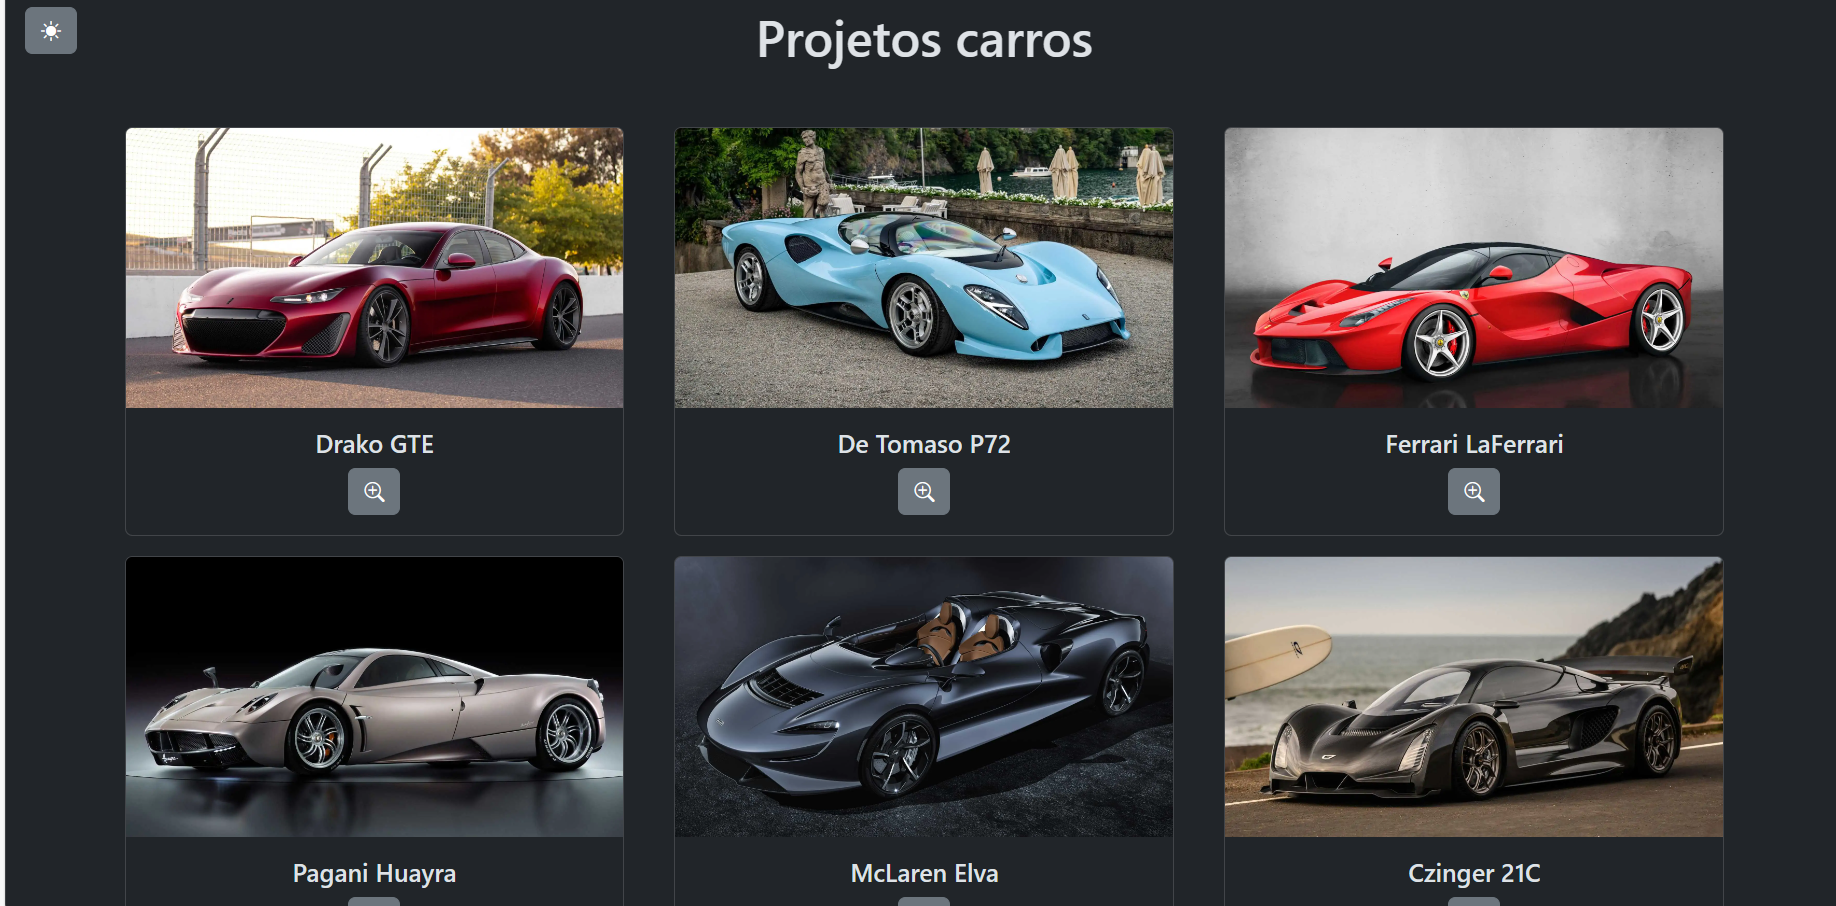 Projetos carros
Drako GTE
De Tomaso P72
Ferrari LaFerrari
Pagani Huayra
McLaren Elva
Czinger 21C